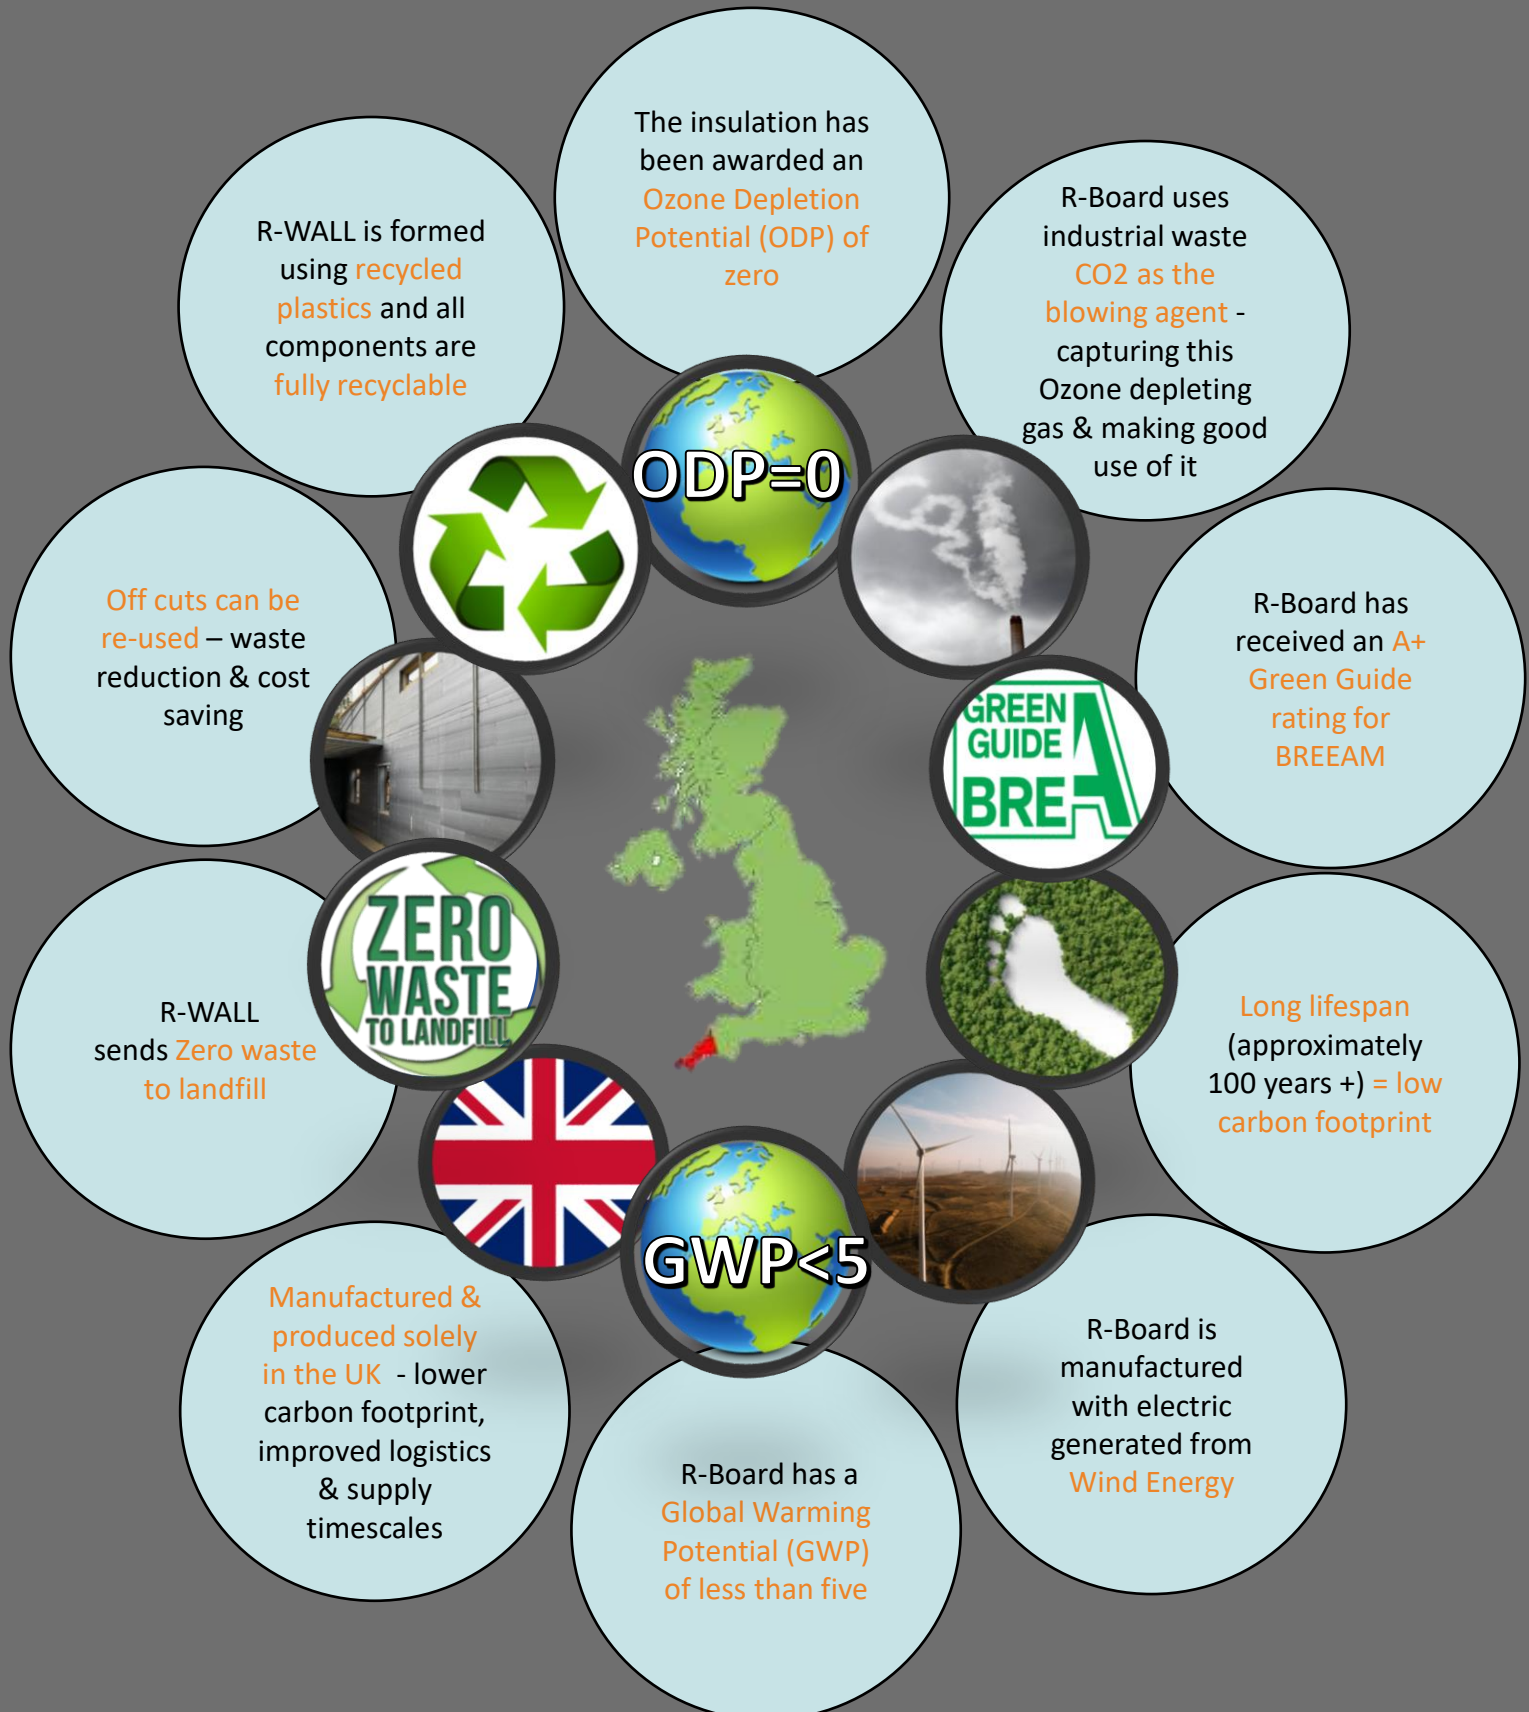 The insulation has
been awarded an
Ozone Depletion
Potential (ODP) of
zero
R-Board uses
industrial waste
CO2 as the
blowing agent -
capturing this
Ozone depleting
gas & making good
use of it
R-Board has
received an A+
Green Guide
rating for
BREEAM
Long lifespan
(approximately
100 years +) = low
carbon footprint
R-Board is
manufactured
with electric
generated from
Wind Energy
R-Board has a
Global Warming
Potential (GWP)
of less than five
Manufactured &
produced solely
in the UK - lower
carbon footprint,
improved logistics
& supply
timescales
R-WALL
sends Zero waste
to landfill
Off cuts can be
re-used – waste
reduction & cost
saving
R-WALL is formed
using recycled
plastics and all
components are
fully recyclable
ODP=0
CO2
GREEN
GUIDE
BRE
A
GWP<5
ZERO
WASTE
TO LANDFILL